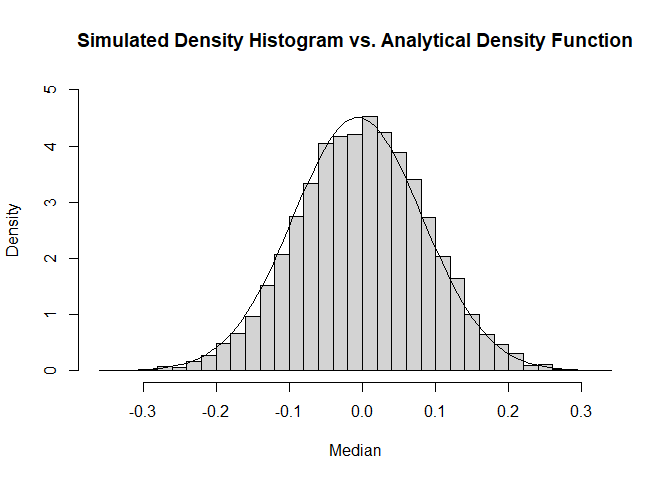 Simulated Density Histogram vs. Analytical Density Function
5
4
3
2
1
0
Density
-0.3 -0.2 -0.1 0.0 0.1 0.2 0.3
Median